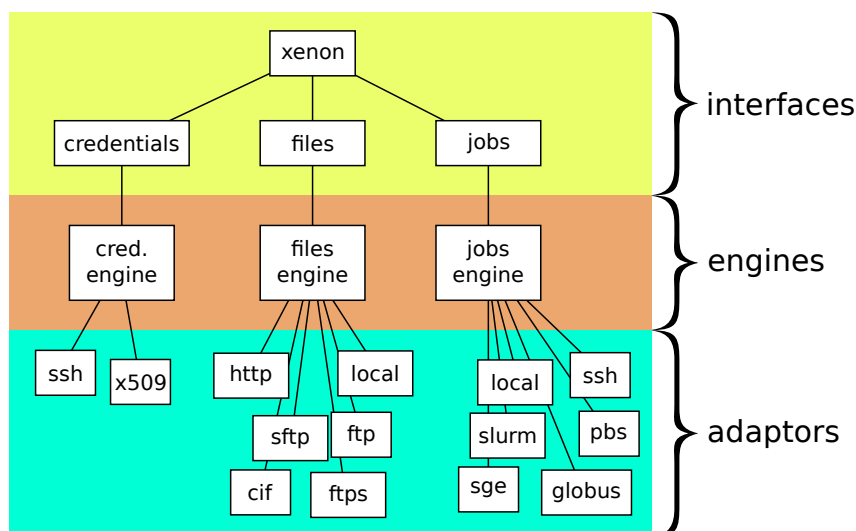 xenon
interfaces
credentials
files
jobs
cred.
engine
files
engine
jobs
engine
engines
ssh
x509
http
local
local
ssh
sftp
ftp
slurm
pbs
adaptors
cif
ftps
sge
globus